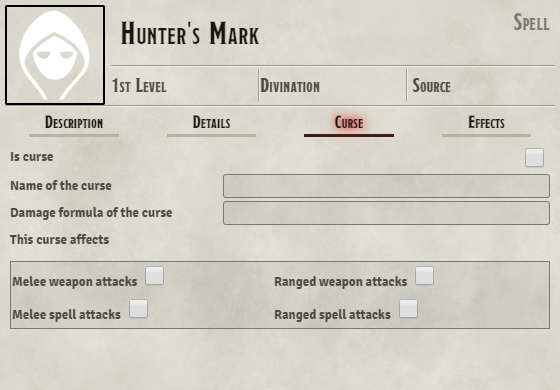 Hunter's Mark
Spell
1st Level Divination Source
Description Details Curse Effects
Is curse
Name of the curse
Damage formula of the curse
This curse affects
Melee weapon attacks Ranged weapon attacks
Melee spell attacks Ranged spell attacks